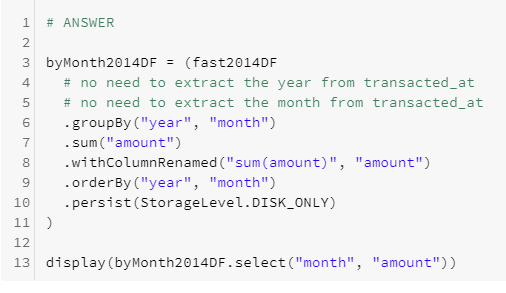 1 # ANSWER
2
3 byMonth2014DF = (fast2014DF
4   # no need to extract the year from transacted_at
5   # no need to extract the month from transacted_at
6   .groupBy("year", "month")
7   .sum("amount")
8   .withColumnRenamed("sum(amount)", "amount")
9   .orderBy("year", "month")
10   .persist(StorageLevel.DISK_ONLY)
11 )
12
13 display(byMonth2014DF.select("month", "amount"))